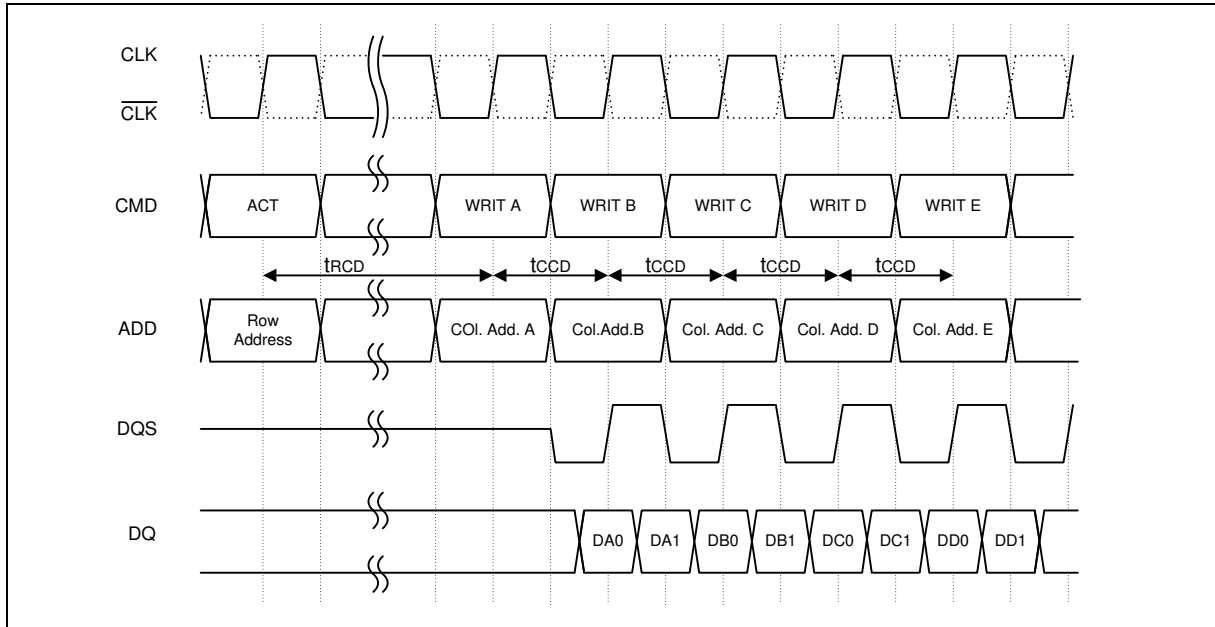 CLK
CLK
CMD
ACT
WRIT A
WRIT B
WRIT C
WRIT D
WRIT E
tRCD
tCCD
tCCD
tCCD
tCCD
ADD
Row
Address
COl. Add. A
Col.Add.B
Col. Add. C
Col. Add. D
Col. Add. E
DQS
DQ
DA0
DA1
DB0
DB1
DC0
DC1
DD0
DD1